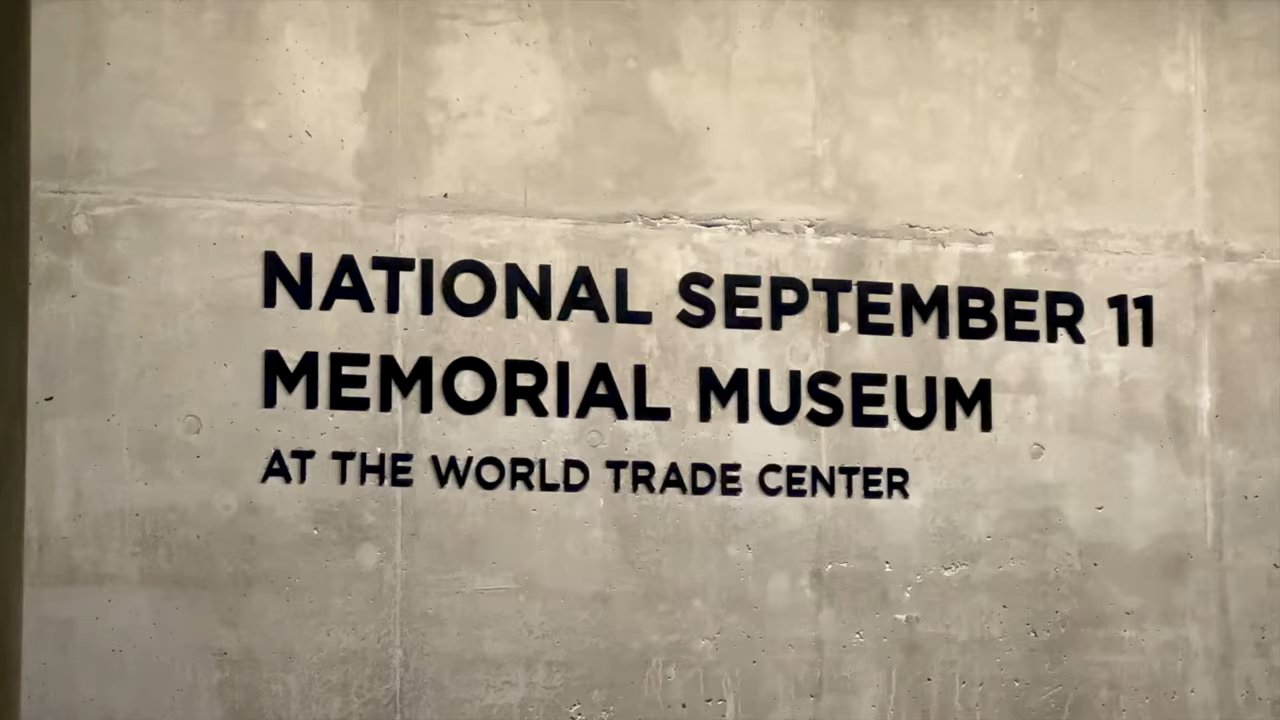 NATIONAL SEPTEMBER 11
MEMORIAL MUSEUM
AT THE WORLD TRADE CENTER